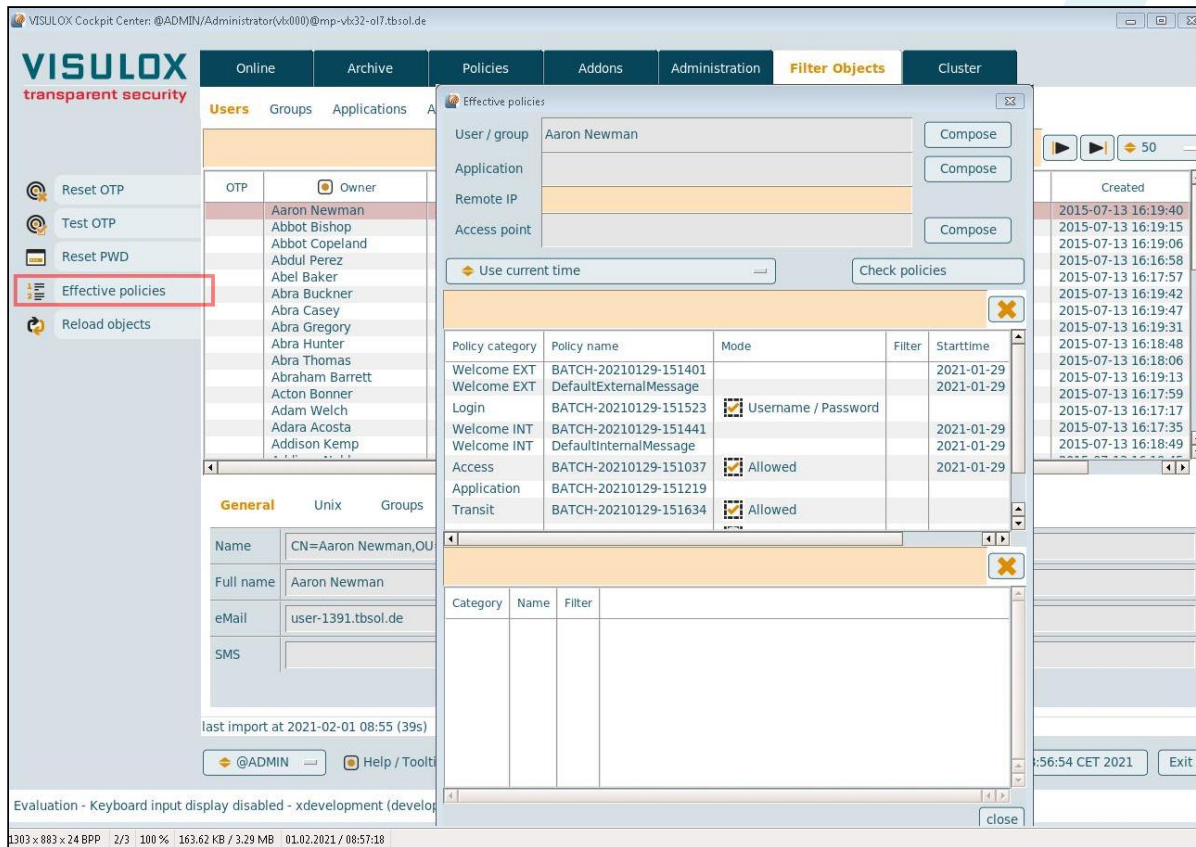 VISULOX Cockpit Center: @ADMIN/Administrator(vlx000)@mp-vlx32-ol7.tbsol.de
VISULOX
transparent security
Online Archive Policies Addons Administration Filter Objects Cluster
Users Groups Applications A
Effective policies
User / group Aaron Newman Compose
Application Compose
Remote IP
Access point Compose
Use current time Check policies
50
Reset OTP
Test OTP
Reset PWD
Effective policies
Reload objects
OTP Owner Created
Aaron Newman 2015-07-13 16:19:40
Abbot Bishop 2015-07-13 16:19:15
Abbot Copeland 2015-07-13 16:19:06
Abdul Perez 2015-07-13 16:16:58
Abel Baker 2015-07-13 16:17:57
Abra Buckner 2015-07-13 16:19:42
Abra Casey 2015-07-13 16:19:47
Abra Gregory 2015-07-13 16:19:31
Abra Hunter 2015-07-13 16:18:48
Abra Thomas 2015-07-13 16:18:06
Abraham Barrett 2015-07-13 16:19:13
Acton Bonner 2015-07-13 16:17:59
Adam Welch 2015-07-13 16:17:17
Adara Acosta 2015-07-13 16:17:35
Addison Kemp 2015-07-13 16:18:49
Policy category Policy name Mode Filter Starttime
Welcome EXT BATCH-20210129-151401 2021-01-29
Welcome EXT DefaultExternalMessage 2021-01-29
Login BATCH-20210129-151523 Username / Password
Welcome INT BATCH-20210129-151441 2021-01-29
Welcome INT DefaultInternalMessage 2021-01-29
Access BATCH-20210129-151037 Allowed 2021-01-29
Application BATCH-20210129-151219
Transit BATCH-20210129-151634 Allowed
Category Name Filter
General Unix Groups
Name CN=Aaron Newman,OU
Full name Aaron Newman
eMail user-1391.tbsol.de
SMS
last import at 2021-02-01 08:55 (39s)
@ADMIN Help / Toolti :56:54 CET 2021 Exit
close
Evaluation - Keyboard input display disabled - xdevelopment (develop
1303 x 883 x 24 BPP 2/3 100 % 163.62 KB / 3.29 MB 01.02.2021 / 08:57:18